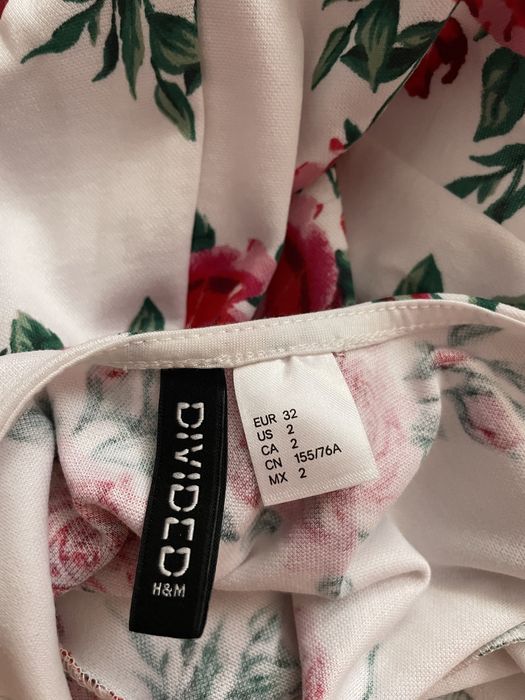 DIVIDED
H&M
EUR 32
US 2
CA 2
CN 155/76A
MX 2